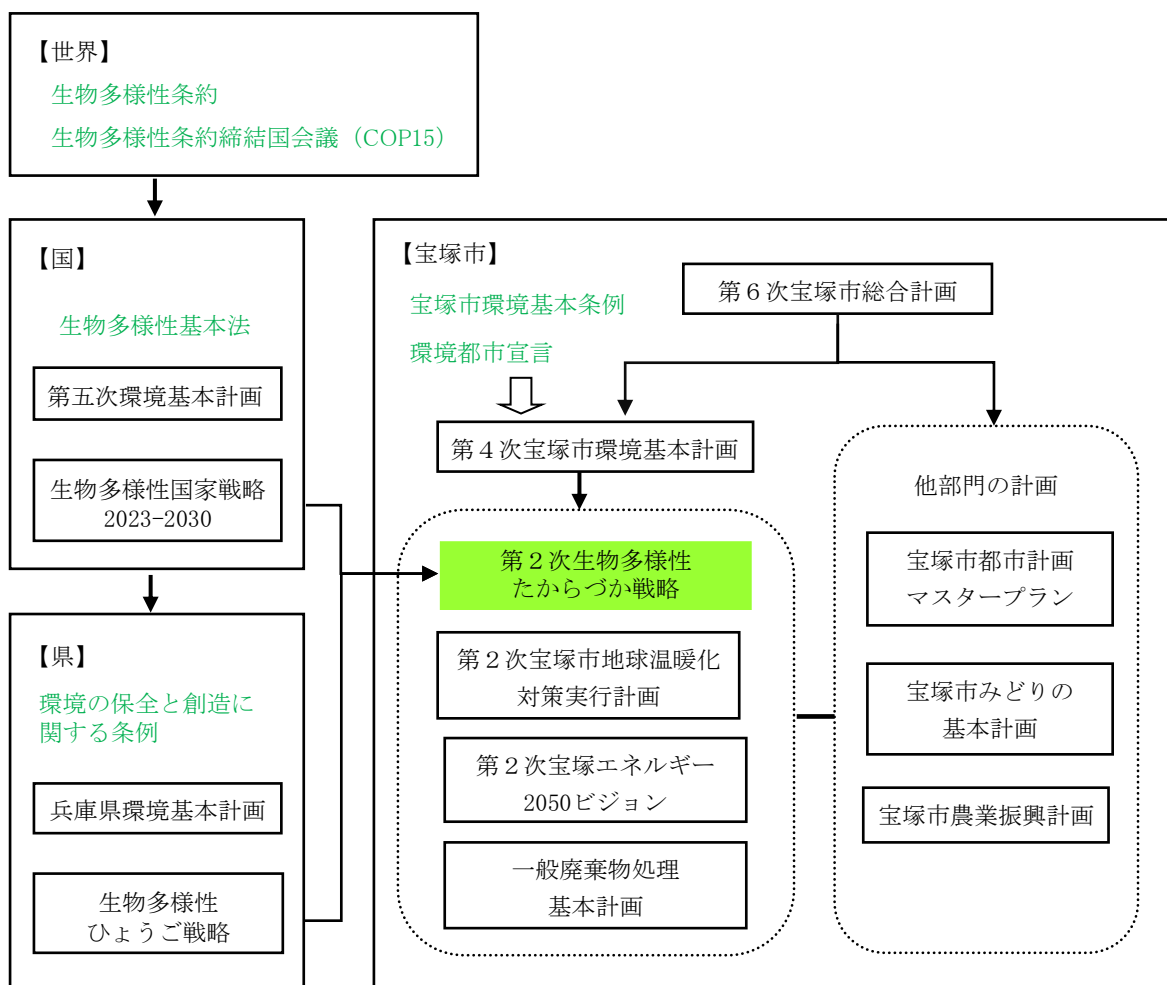 【世界】
生物多様性条約
生物多様性条約締結国会議（COP15）
【国】
生物多様性基本法
第五次環境基本計画
生物多様性国家戦略
2023-2030
【県】
環境の保全と創造に
関する条例
兵庫県環境基本計画
生物多様性
ひょうご戦略
【宝塚市】
宝塚市環境基本条例
環境都市宣言
第６次宝塚市総合計画
第４次宝塚市環境基本計画
第２次生物多様性
たからづか戦略
第２次宝塚市地球温暖化
対策実行計画
第２次宝塚エネルギー
2050ビジョン
一般廃棄物処理
基本計画
他部門の計画
宝塚市都市計画
マスタープラン
宝塚市みどりの
基本計画
宝塚市農業振興計画